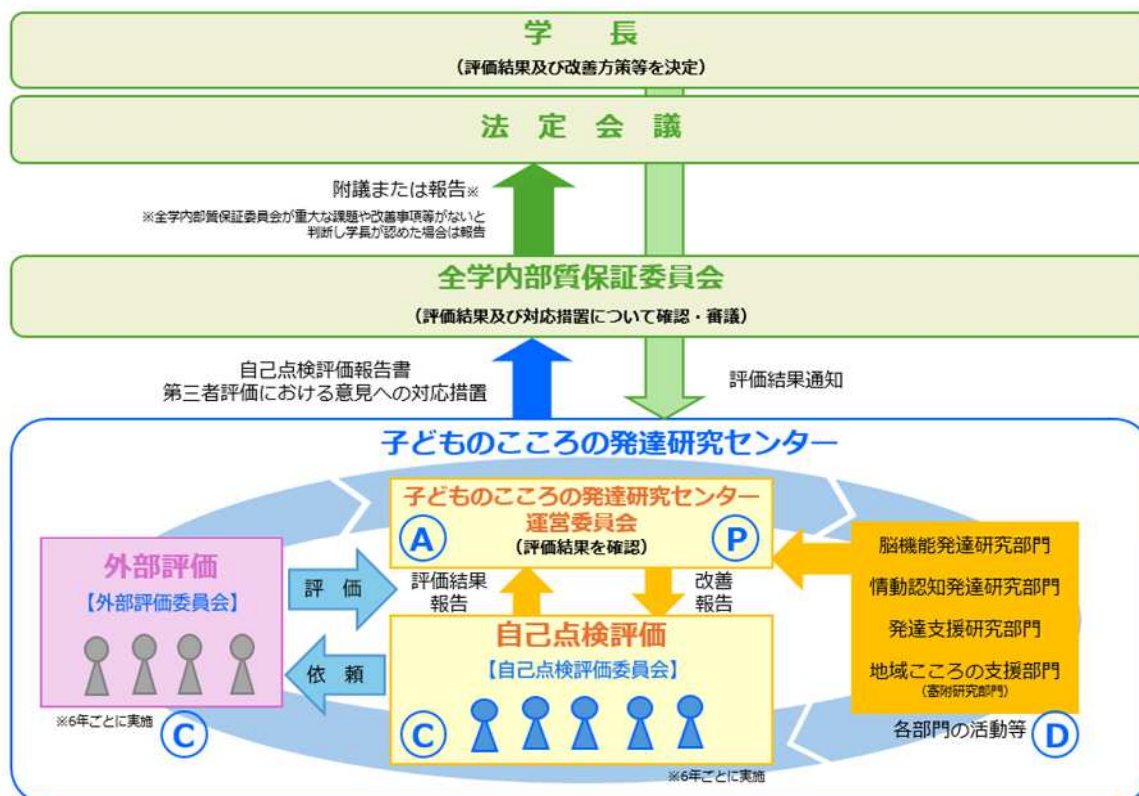 学　長
(評価結果及び改善方策等を決定)
法　定　会　議
附議または報告※
※全学内部質保証委員会が重大な課題や改善事項等がないと
判断し学長が認めた場合は報告
全学内部質保証委員会
(評価結果及び対応措置について確認・審議)
自己点検評価報告書
第三者評価における意見への対応措置
評価結果通知
子どものこころの発達研究センター
子どものこころの発達研究センター
運営委員会
(評価結果を確認)
A
P
外部評価
【外部評価委員会】
※6年ごとに実施
C
評　価
依　頼
評価結果
報告
改善
報告
自己点検評価
【自己点検評価委員会】
C
※6年ごとに実施
脳機能発達研究部門
情動認知発達研究部門
発達支援研究部門
地域こころの支援部門
(寄附研究部門)
各部門の活動等
D